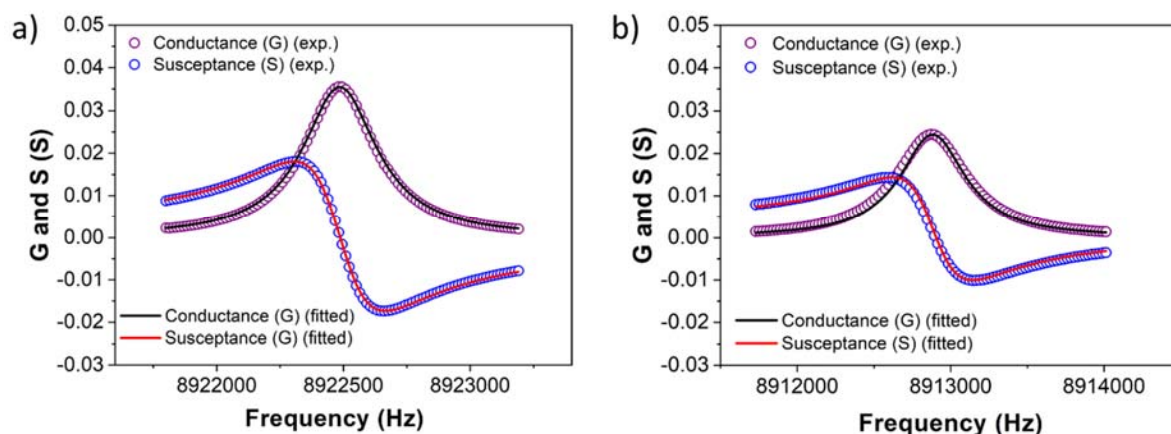 a)
0.05
0.04
0.03
0.02
0.01
0.00
-0.01
-0.02
-0.03
G and S (S)
Conductance (G) (exp.)
Susceptance (S) (exp.)
Conductance (G) (fitted)
Susceptance (G) (fitted)
8922000
8922500
8923000
Frequency (Hz)
b)
0.05
0.04
0.03
0.02
0.01
0.00
-0.01
-0.02
-0.03
G and S (S)
Conductance (G) (exp.)
Susceptance (S) (exp.)
Conductance (G) (fitted)
Susceptance (S) (fitted)
8912000
8913000
8914000
Frequency (Hz)